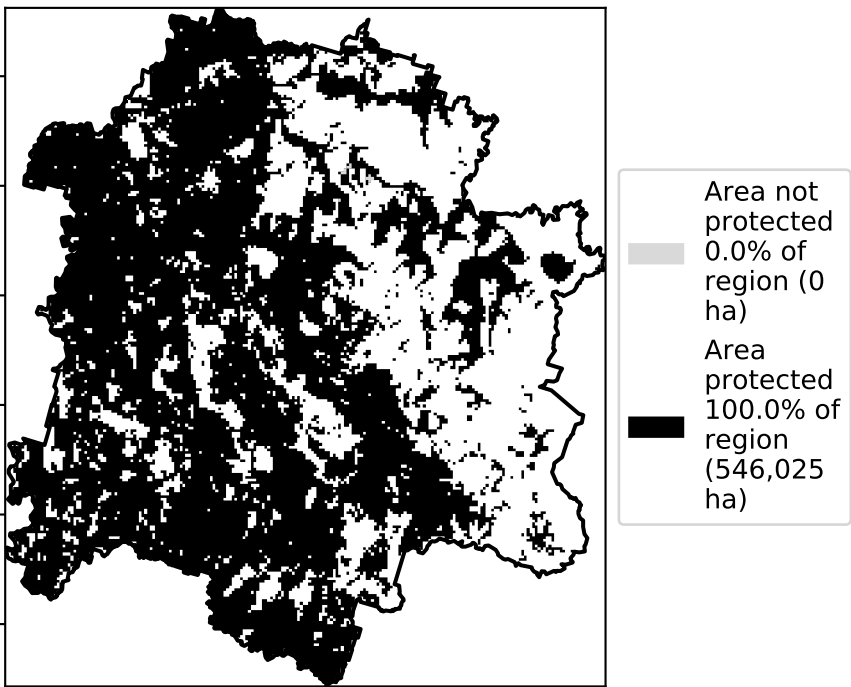 Area not
protected
0.0% of
region (0
ha)
Area
protected
100.0% of
region
(546,025
ha)